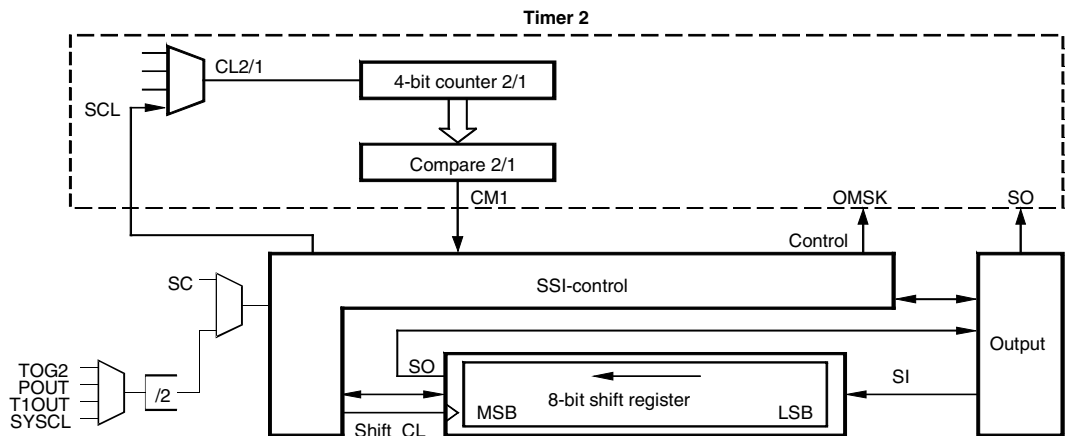 Timer 2
CL2/1
4-bit counter 2/1
SCL
Compare 2/1
CM1
OMSK
SO
Control
SC
SSI-control
Output
TOG2
POUT
T1OUT
SYSCL
/2
SO
SI
8-bit shift register
MSB
LSB
Shift_CL